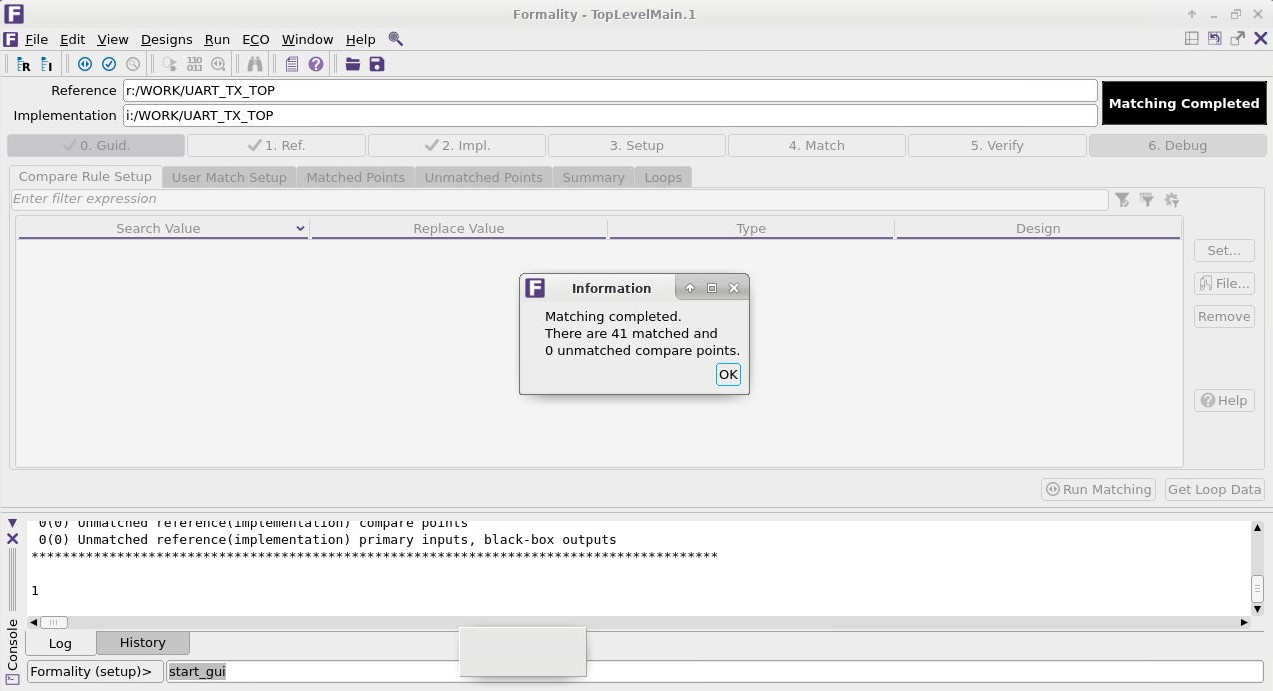 Formality - TopLevelMain.1
File Edit View Designs Run ECO Window Help
Reference r:/WORK/UART_TX_TOP
Implementation i:/WORK/UART_TX_TOP
Matching Completed
0. Guid. 1. Ref. 2. Impl. 3. Setup 4. Match 5. Verify 6. Debug
Compare Rule Setup User Match Setup Matched Points Unmatched Points Summary Loops
Enter filter expression
Search Value Replace Value Type Design
Set...
File...
Remove
Help
Information
Matching completed.
There are 41 matched and
0 unmatched compare points.
OK
Run Matching Get Loop Data
0(0) Unmatched reference(implementation) compare points
0(0) Unmatched reference(implementation) primary inputs, black-box outputs
****************************************************************************************
1
Console
Log History
Formality (setup)> start_gui